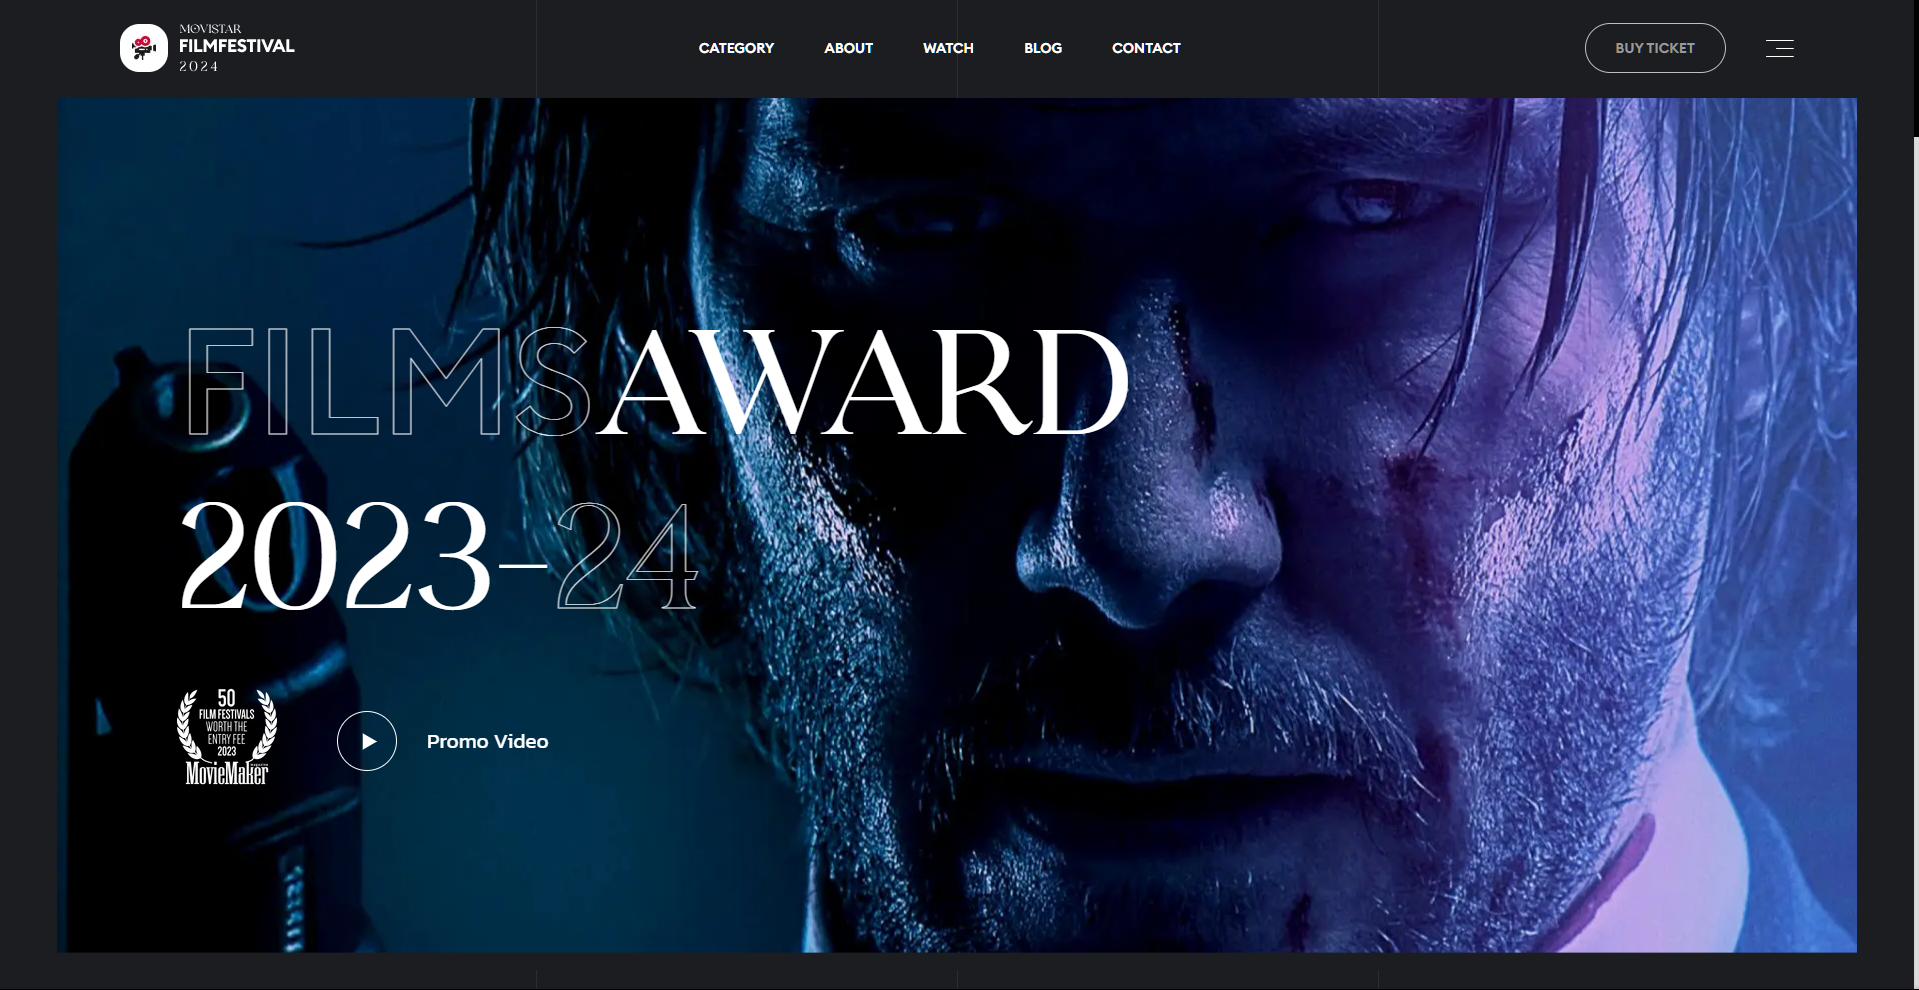 MOVISTAR
FILMFESTIVAL
2024
CATEGORY ABOUT WATCH BLOG CONTACT
BUY TICKET
FILMSAWARD
2023–24
50
FILM FESTIVALS
WORTH THE
ENTRY FEE
2023
MovieMaker
Promo Video